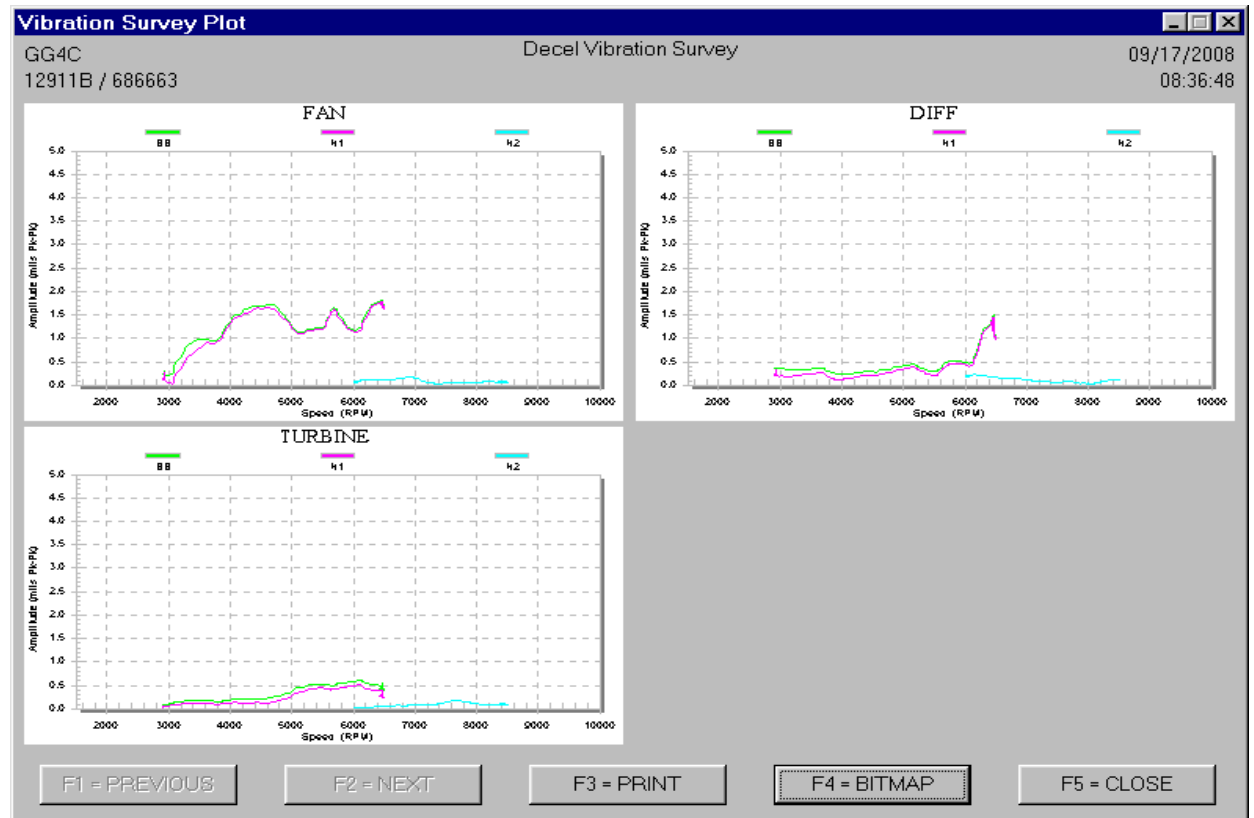 Vibration Survey Plot
GG4C
Decel Vibration Survey
09/17/2008
12911B / 686663
08:36:48
FAN
BB N1 N2
5.0
4.5
4.0
3.5
3.0
2.5
2.0
1.5
1.0
0.5
0.0
Amplitude (mils Pk-Pk)
2000 3000 4000 5000 6000 7000 8000 9000 10000
Speed (RPM)
DIFF
BB N1 N2
5.0
4.5
4.0
3.5
3.0
2.5
2.0
1.5
1.0
0.5
0.0
Amplitude (mils Pk-Pk)
2000 3000 4000 5000 6000 7000 8000 9000 10000
Speed (RPM)
TURBINE
BB N1 N2
5.0
4.5
4.0
3.5
3.0
2.5
2.0
1.5
1.0
0.5
0.0
Amplitude (mils Pk-Pk)
2000 3000 4000 5000 6000 7000 8000 9000 10000
Speed (RPM)
F1 = PREVIOUS
F2 = NEXT
F3 = PRINT
F4 = BITMAP
F5 = CLOSE